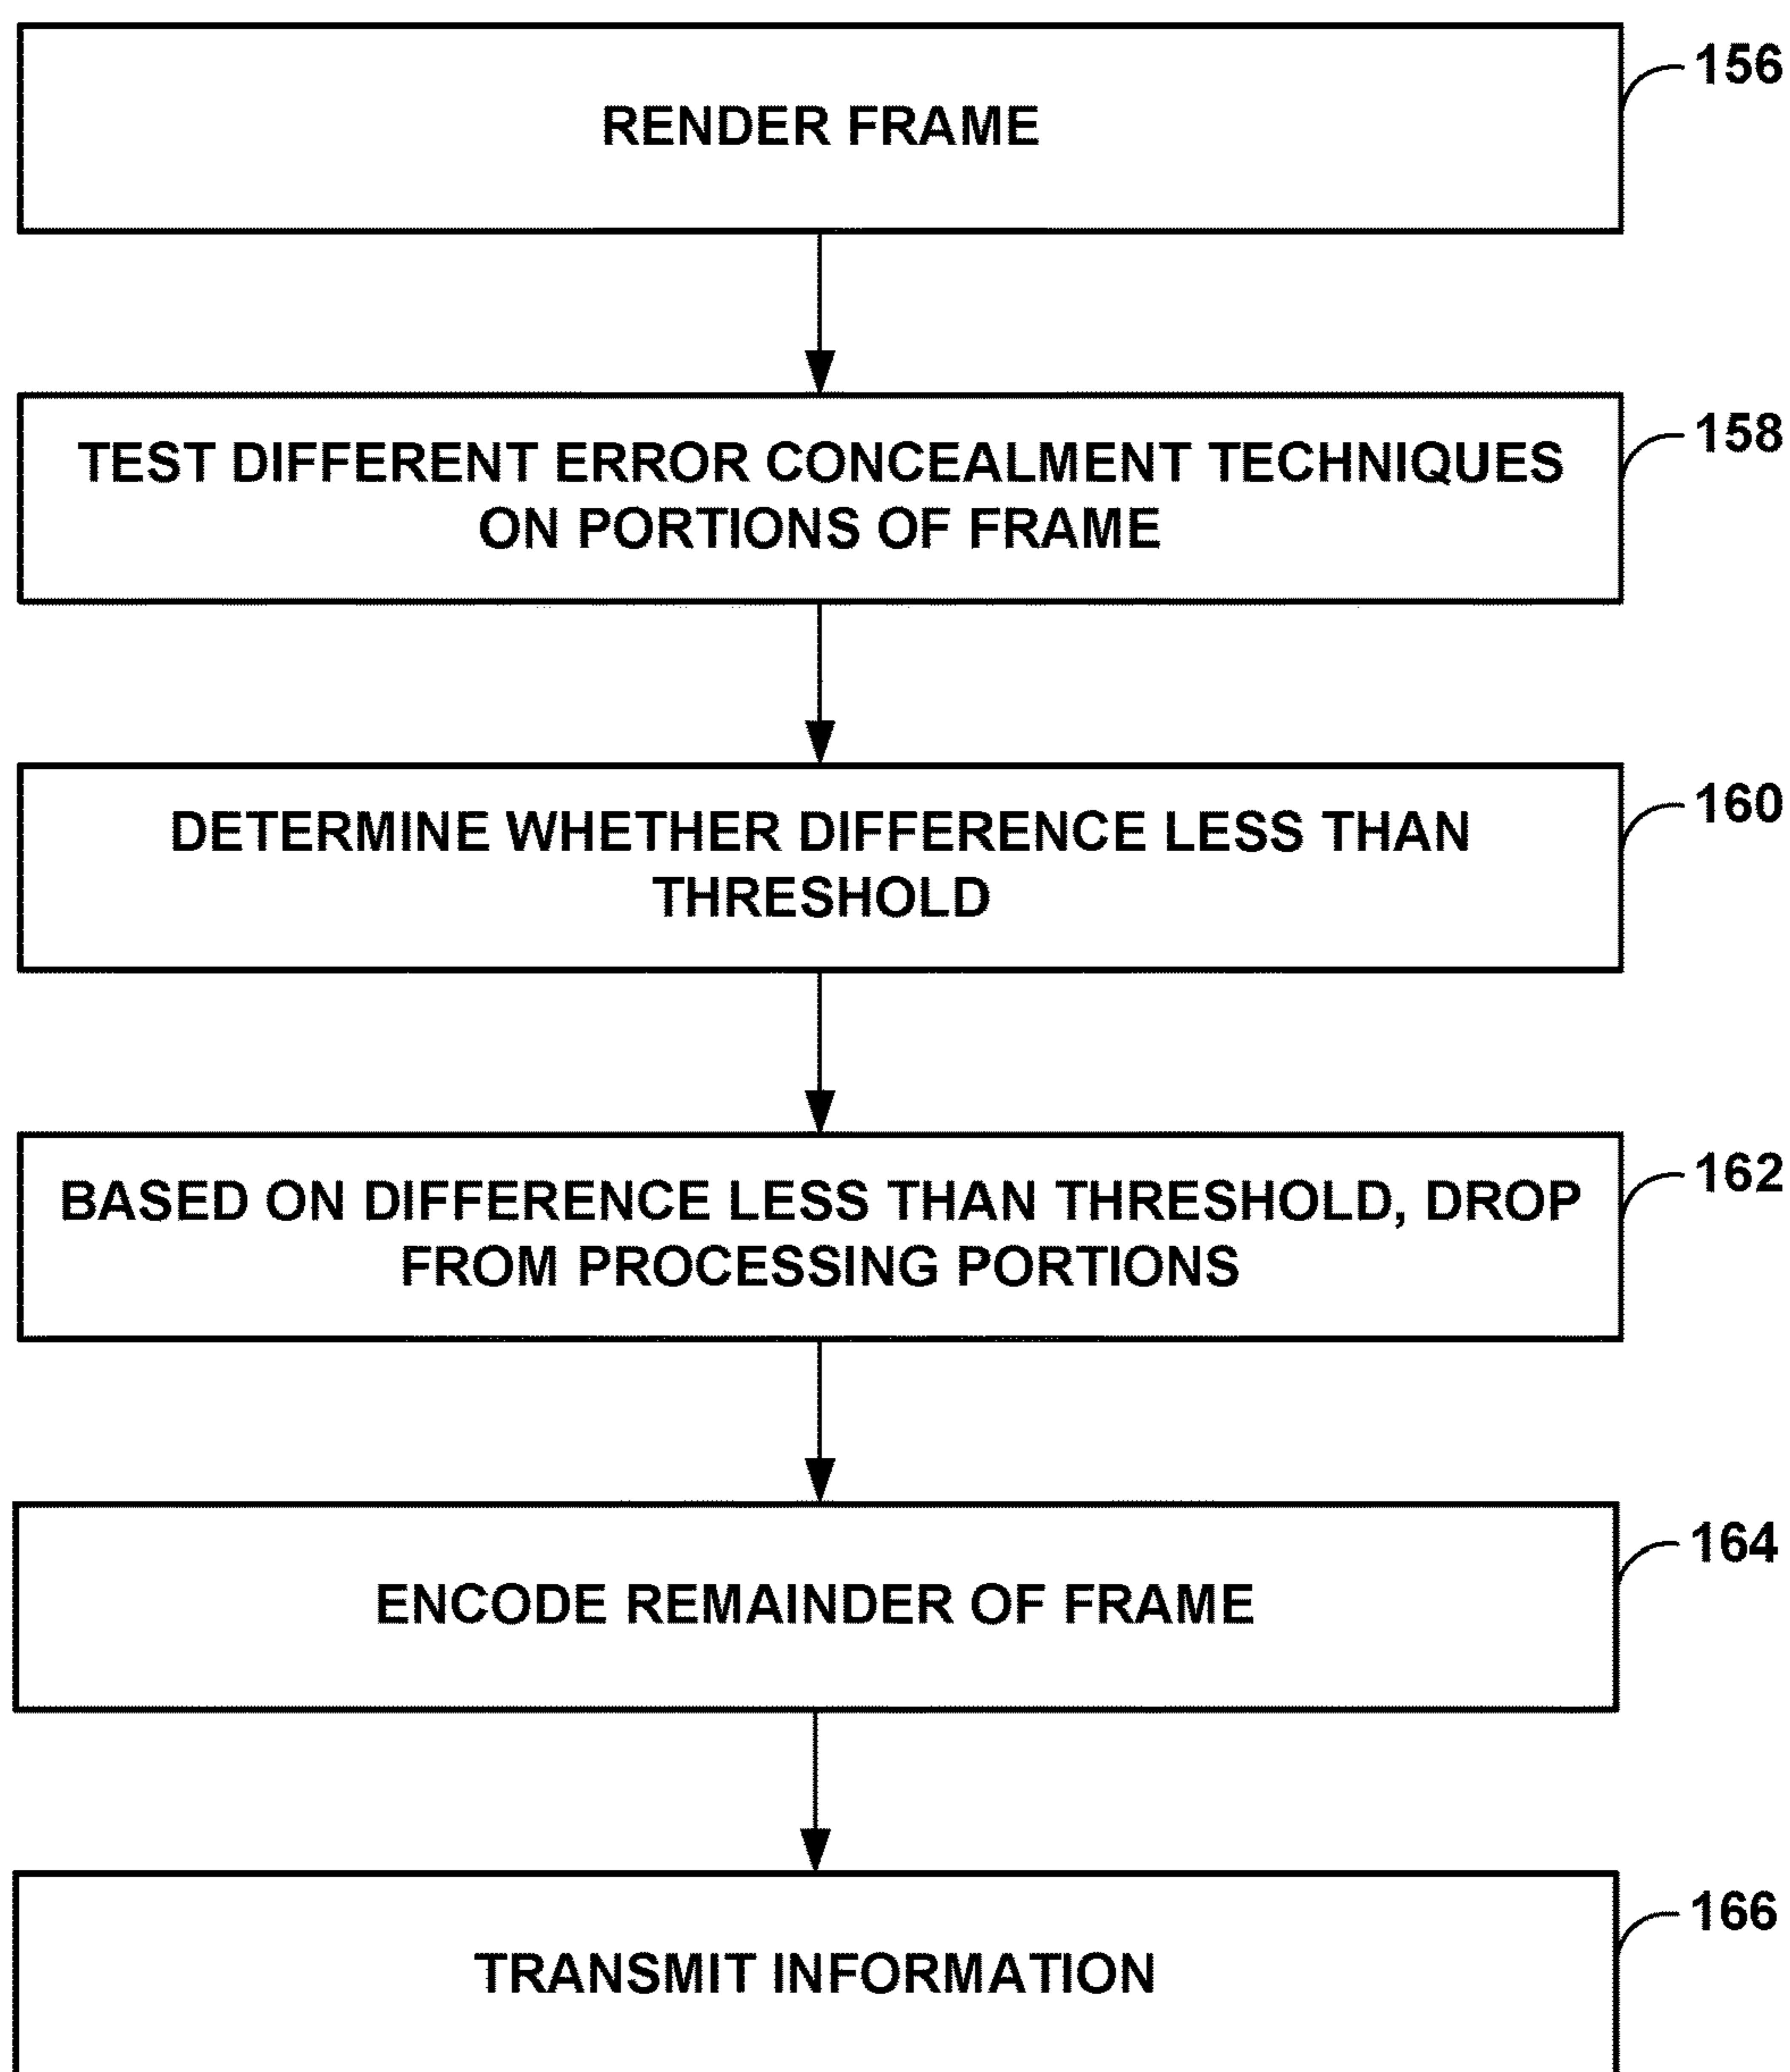 RENDER FRAME
156
TEST DIFFERENT ERROR CONCEALMENT TECHNIQUES
ON PORTIONS OF FRAME
158
DETERMINE WHETHER DIFFERENCE LESS THAN
THRESHOLD
160
BASED ON DIFFERENCE LESS THAN THRESHOLD, DROP
FROM PROCESSING PORTIONS
162
ENCODE REMAINDER OF FRAME
164
TRANSMIT INFORMATION
166